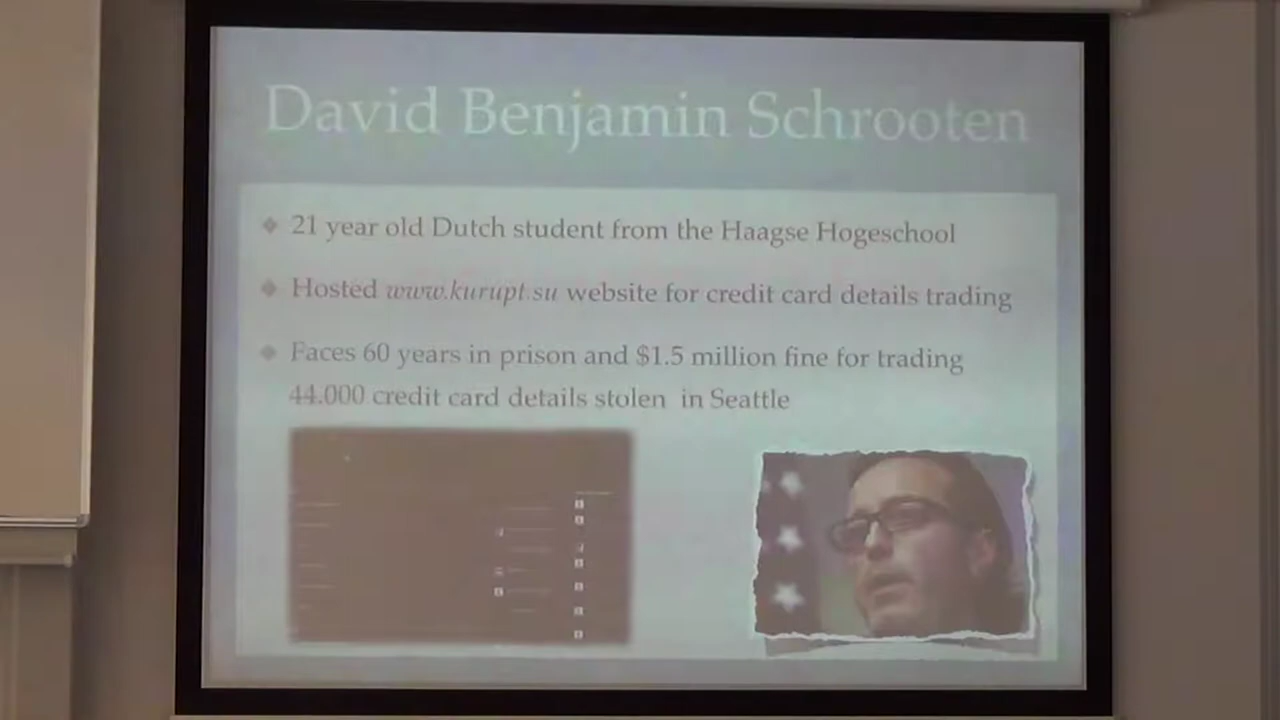 David Benjamin Schrooten
21 year old Dutch student from the Haagse Hogeschool
Hosted www.kurupt.su website for credit card details trading
Faces 60 years in prison and $1.5 million fine for trading
44.000 credit card details stolen in Seattle